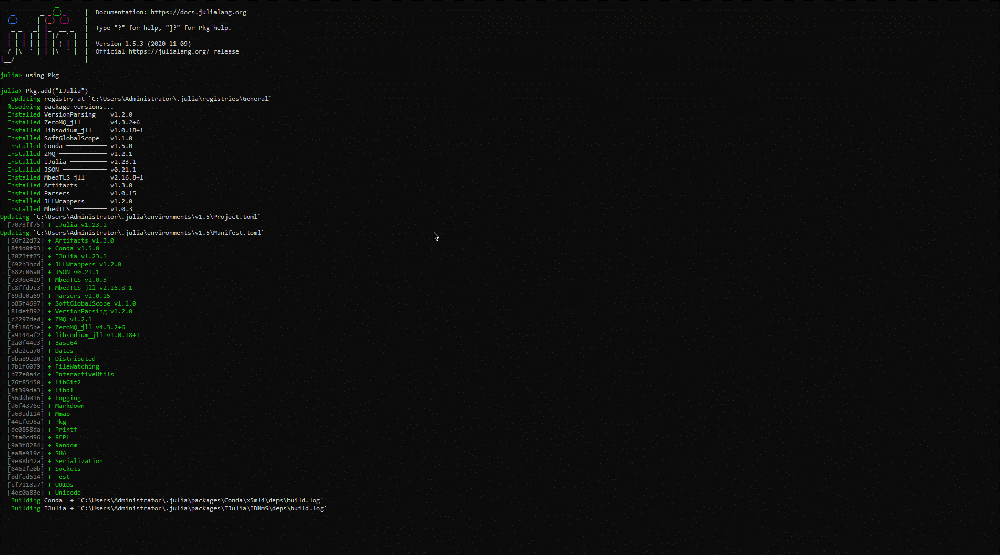 Documentation: https://docs.julialang.org
Type "?" for help, "]?" for Pkg help.
julia
Version 1.5.3 (2020-11-09)
Official https://julialang.org/ release
julia> using Pkg
julia> Pkg.add("IJulia")
Updating registry at `C:\Users\Administrator\.julia\registries\General`
Resolving package versions...
Installed VersionParsing ── v1.2.0
Installed ZeroMQ_jll ────── v4.3.2+6
Installed libsodium_jll ─── v1.0.18+1
Installed SoftGlobalScope ─ v1.1.0
Installed Conda ─────────── v1.5.0
Installed ZMQ ───────────── v1.2.1
Installed IJulia ────────── v1.23.1
Installed JSON ──────────── v0.21.1
Installed MbedTLS_jll ───── v2.16.8+1
Installed Artifacts ─────── v1.3.0
Installed Parsers ───────── v1.0.15
Installed JLLWrappers ───── v1.2.0
Installed MbedTLS ───────── v1.0.3
Updating `C:\Users\Administrator\.julia\environments\v1.5\Project.toml`
[7073ff75] + IJulia v1.23.1
Updating `C:\Users\Administrator\.julia\environments\v1.5\Manifest.toml`
[56f22d72] + Artifacts v1.3.0
[8f4d0f93] + Conda v1.5.0
[7073ff75] + IJulia v1.23.1
[692b3bcd] + JLLWrappers v1.2.0
[682c06a0] + JSON v0.21.1
[739be429] + MbedTLS v1.0.3
[c8ffd9c3] + MbedTLS_jll v2.16.8+1
[69de0a69] + Parsers v1.0.15
[b85f4697] + SoftGlobalScope v1.1.0
[81def892] + VersionParsing v1.2.0
[c2297ded] + ZMQ v1.2.1
[8f1865be] + ZeroMQ_jll v4.3.2+6
[a9144af2] + libsodium_jll v1.0.18+1
[2a0f44e3] + Base64
[ade2ca70] + Dates
[8ba89e20] + Distributed
[7b1f6079] + FileWatching
[b77e0a4c] + InteractiveUtils
[76f85450] + LibGit2
[8f399da3] + Libdl
[56ddb016] + Logging
[d6f4376e] + Markdown
[a63ad114] + Mmap
[44cfe95a] + Pkg
[de0858da] + Printf
[3fa0cd96] + REPL
[9a3f8284] + Random
[ea8e919c] + SHA
[9e88b42a] + Serialization
[6462fe0b] + Sockets
[8dfed614] + Test
[cf7118a7] + UUIDs
[4ec0a83e] + Unicode
Building Conda ─→ `C:\Users\Administrator\.julia\packages\Conda\x5ml4\deps\build.log`
Building IJulia → `C:\Users\Administrator\.julia\packages\IJulia\IDNmS\deps\build.log`